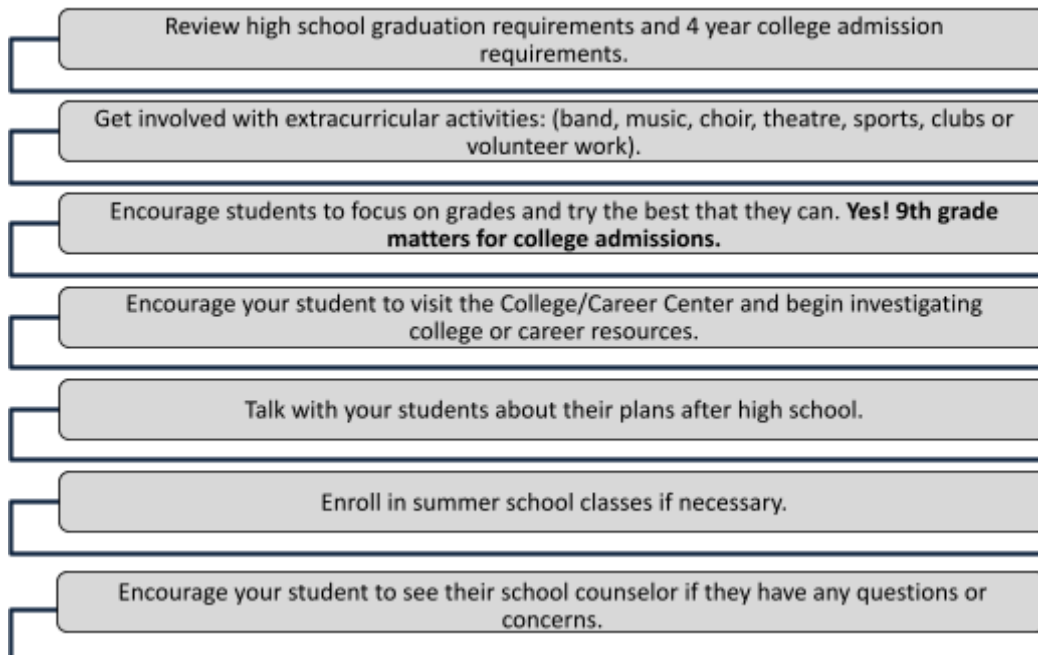 Review high school graduation requirements and 4 year college admission
requirements.
Get involved with extracurricular activities: (band, music, choir, theatre, sports, clubs or
volunteer work).
Encourage students to focus on grades and try the best that they can. Yes! 9th grade
matters for college admissions.
Encourage your student to visit the College/Career Center and begin investigating
college or career resources.
Talk with your students about their plans after high school.
Enroll in summer school classes if necessary.
Encourage your student to see their school counselor if they have any questions or
concerns.